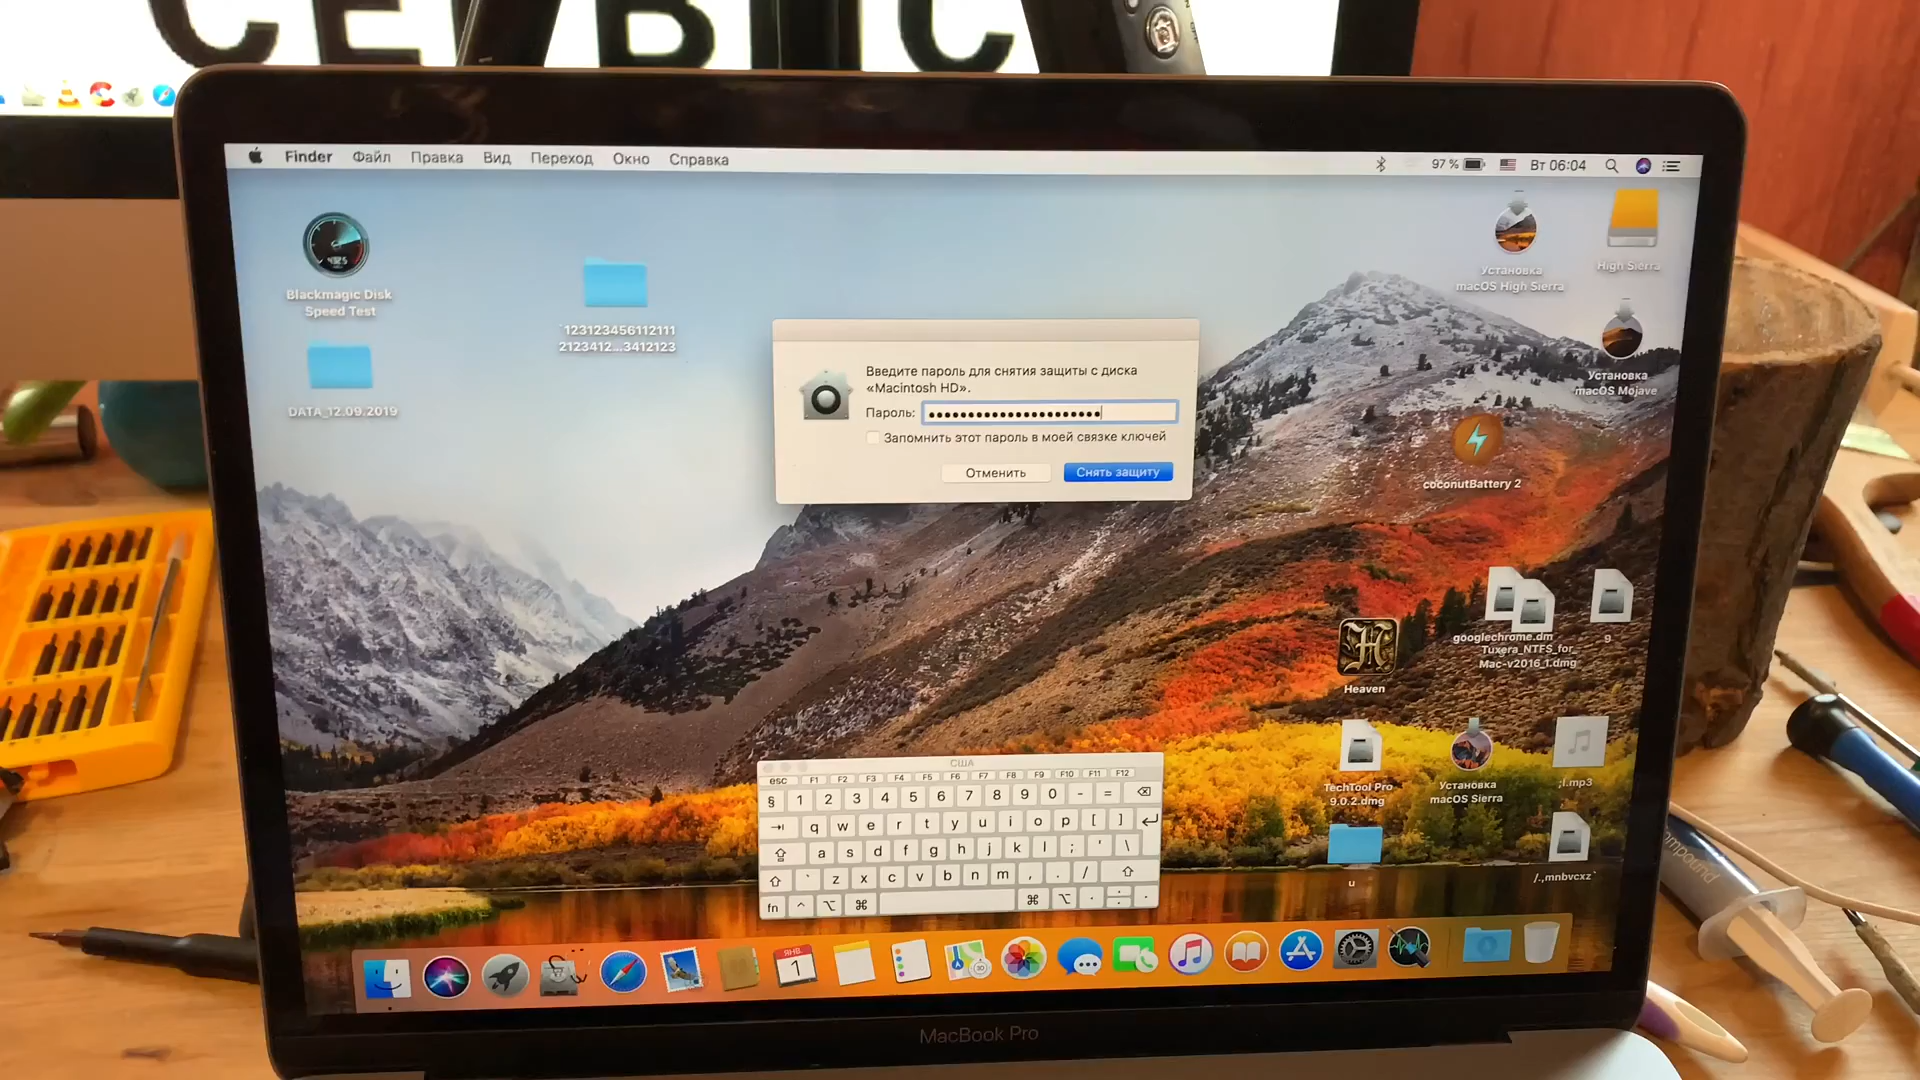 СЕРВІС
Finder Файл Правка Вид Переход Окно Справка
97 % Вт 06:04
Blackmagic Disk
Speed Test
`123123456112111
2123412...3412123
DATA_12.09.2019
Установка
macOS High Sierra
High Sierra
Установка
macOS Mojave
Введите пароль для снятия защиты с диска
«Macintosh HD».
Пароль: ••••••••••••••••••••••
Запомнить этот пароль в моей связке ключей
Отменить Снять защиту
coconutBattery 2
googlechrome.dm
Tuxera_NTFS_for_
Mac-v2016_1.dmg
9
Heaven
TechTool Pro
9.0.2.dmg
Установка
macOS Sierra
;l.mp3
u
/.,mnbvcxz`
США
esc F1 F2 F3 F4 F5 F6 F7 F8 F9 F10 F11 F12
§ 1 2 3 4 5 6 7 8 9 0 - =
q w e r t y u i o p [ ]
a s d f g h j k l ; ' \
` z x c v b n m , . /
fn ^ ⌥ ⌘ ⌘ ⌥
ЯНВ.
1
MacBook Pro
compound